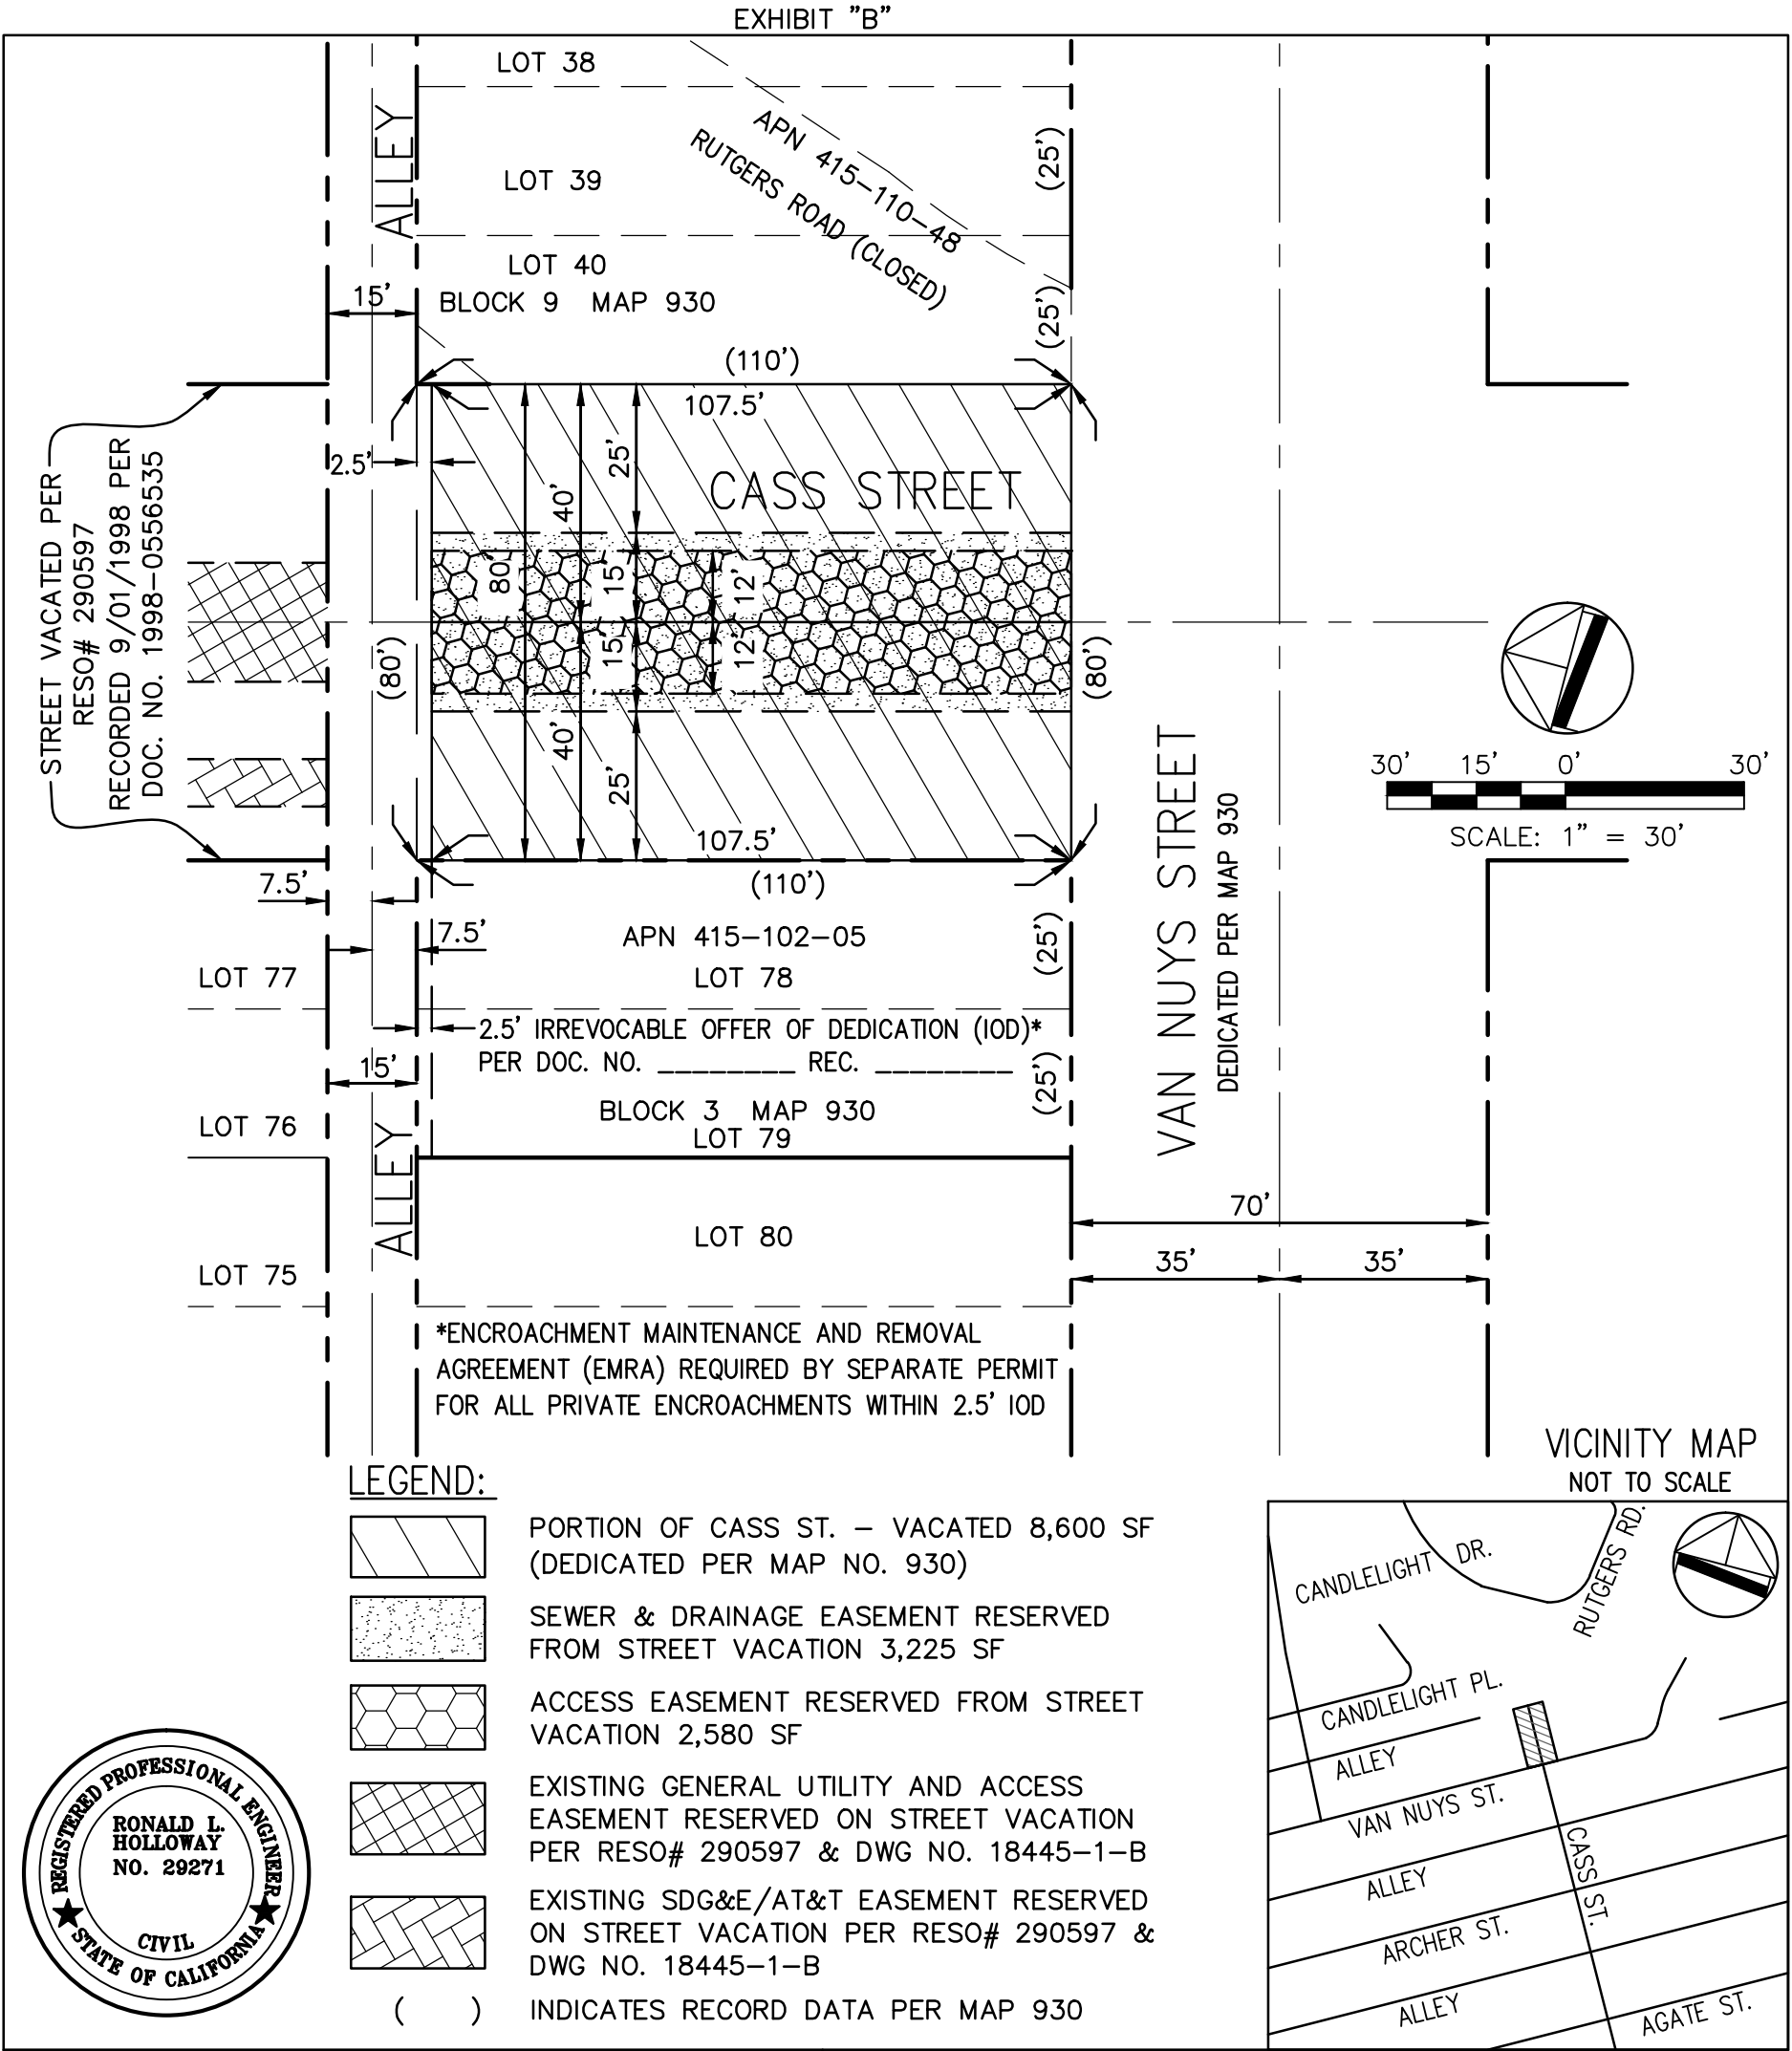 EXHIBIT "B"
LOT 38
ALLEY
APN 415-110-48
RUTGERS ROAD (CLOSED)
(25')
LOT 39
LOT 40
15'
BLOCK 9 MAP 930
(25')
(110')
107.5'
2.5'
25'
CASS STREET
40'
STREET VACATED PER
RESO# 290597
RECORDED 9/01/1998 PER
DOC. NO. 1998-0556535
80'
15'
12'
(80')
15'
12'
(80')
40'
25'
107.5'
(110')
30' 15' 0' 30'
SCALE: 1" = 30'
7.5'
7.5'
APN 415-102-05
(25')
LOT 77
LOT 78
VAN NUYS STREET
DEDICATED PER MAP 930
2.5' IRREVOCABLE OFFER OF DEDICATION (IOD)*
PER DOC. NO. ________ REC. ________
15'
(25')
BLOCK 3 MAP 930
LOT 76
LOT 79
ALLEY
70'
LOT 80
35' 35'
LOT 75
*ENCROACHMENT MAINTENANCE AND REMOVAL
AGREEMENT (EMRA) REQUIRED BY SEPARATE PERMIT
FOR ALL PRIVATE ENCROACHMENTS WITHIN 2.5' IOD
LEGEND:
PORTION OF CASS ST. - VACATED 8,600 SF
(DEDICATED PER MAP NO. 930)
SEWER & DRAINAGE EASEMENT RESERVED
FROM STREET VACATION 3,225 SF
ACCESS EASEMENT RESERVED FROM STREET
VACATION 2,580 SF
EXISTING GENERAL UTILITY AND ACCESS
EASEMENT RESERVED ON STREET VACATION
PER RESO# 290597 & DWG NO. 18445-1-B
EXISTING SDG&E/AT&T EASEMENT RESERVED
ON STREET VACATION PER RESO# 290597 &
DWG NO. 18445-1-B
( ) INDICATES RECORD DATA PER MAP 930
REGISTERED PROFESSIONAL ENGINEER
RONALD L.
HOLLOWAY
NO. 29271
CIVIL
STATE OF CALIFORNIA
VICINITY MAP
NOT TO SCALE
CANDLELIGHT DR.
RUTGERS RD.
CANDLELIGHT PL.
ALLEY
VAN NUYS ST.
CASS ST.
ALLEY
ARCHER ST.
ALLEY
AGATE ST.